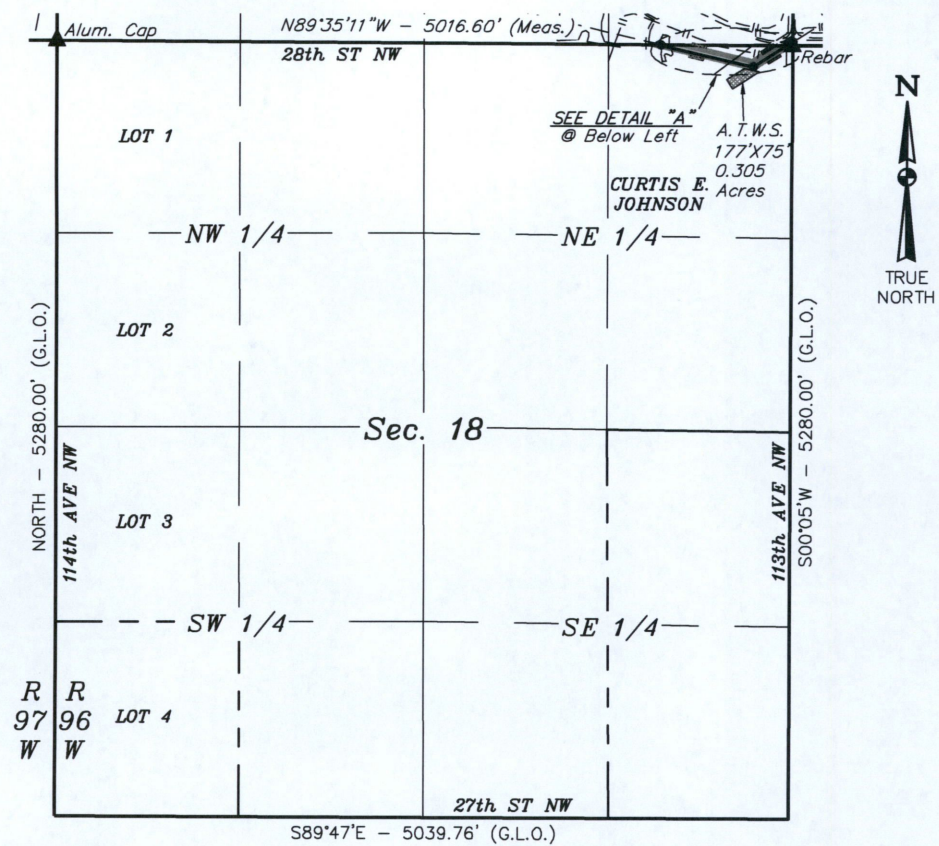 Alum. Cap
N89°35'11"W - 5016.60' (Meas.)
28th ST NW
Rebar
N
LOT 1
SEE DETAIL "A"
@ Below Left
A.T.W.S.
177'X75'
0.305
Acres
CURTIS E.
JOHNSON
NW 1/4
NE 1/4
TRUE
NORTH
LOT 2
NORTH - 5280.00' (G.L.O.)
S00°05'W - 5280.00' (G.L.O.)
Sec. 18
114th AVE NW
113th AVE NW
LOT 3
SW 1/4
SE 1/4
R R
97 96
W W
LOT 4
27th ST NW
S89°47'E - 5039.76' (G.L.O.)